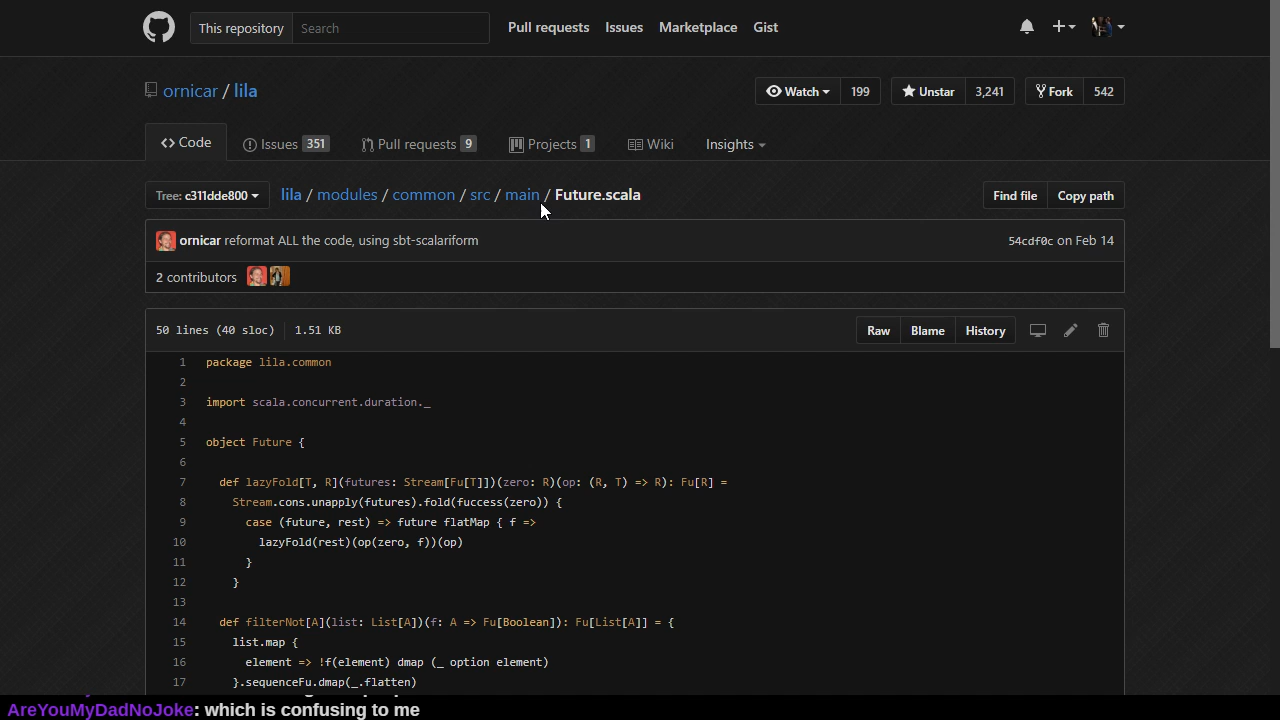 This repository Search Pull requests Issues Marketplace Gist
ornicar / lila Watch 199 Unstar 3,241 Fork 542
Code Issues 351 Pull requests 9 Projects 1 Wiki Insights
Tree: c311dde800 lila / modules / common / src / main / Future.scala Find file Copy path
ornicar reformat ALL the code, using sbt-scalariform 54cdf0c on Feb 14
2 contributors
50 lines (40 sloc) 1.51 KB Raw Blame History
1 package lila.common
2
3 import scala.concurrent.duration._
4
5 object Future {
6
7 def lazyFold[T, R](futures: Stream[Fu[T]])(zero: R)(op: (R, T) => R): Fu[R] =
8 Stream.cons.unapply(futures).fold(fuccess(zero)) {
9 case (future, rest) => future flatMap { f =>
10 lazyFold(rest)(op(zero, f))(op)
11 }
12 }
13
14 def filterNot[A](list: List[A])(f: A => Fu[Boolean]): Fu[List[A]] = {
15 list.map {
16 element => !f(element) dmap (_ option element)
17 }.sequenceFu.dmap(_.flatten)
AreYouMyDadNoJoke: which is confusing to me